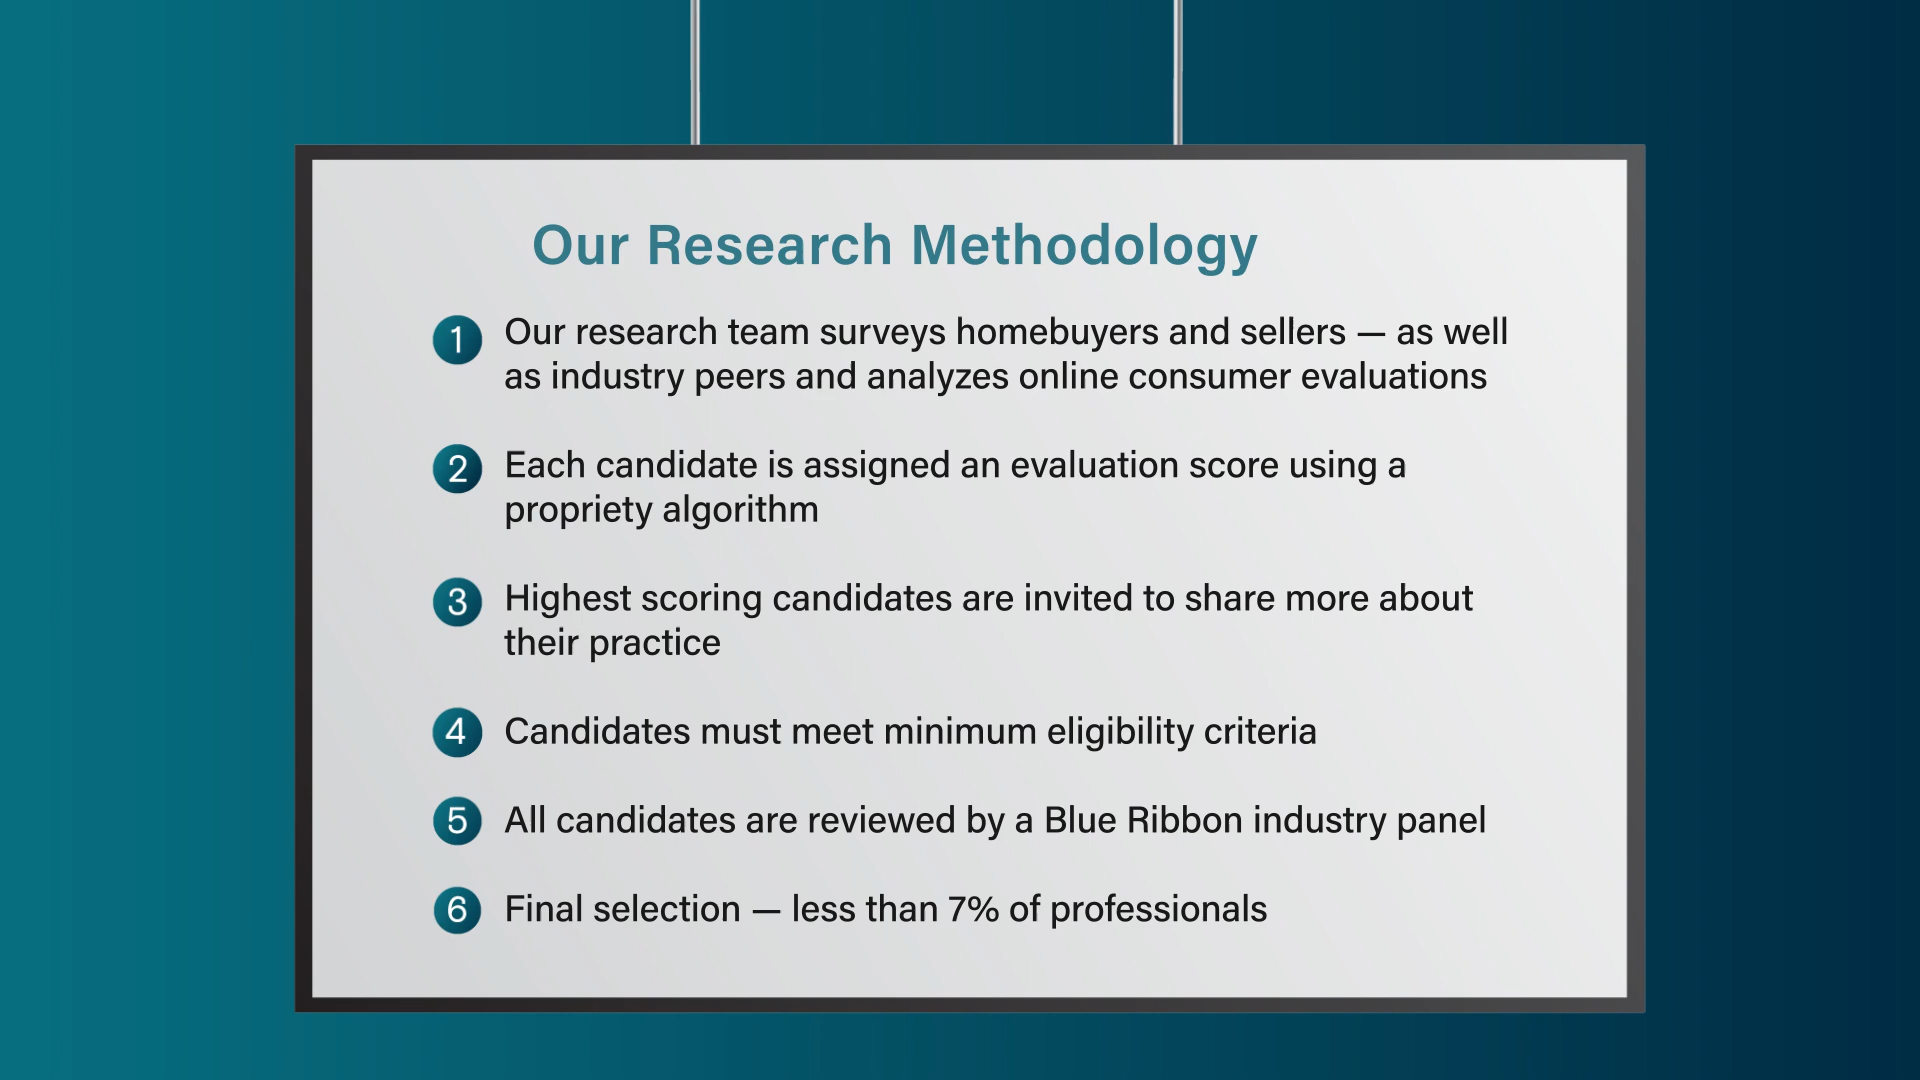 Our Research Methodology
1 Our research team surveys homebuyers and sellers — as well
as industry peers and analyzes online consumer evaluations
2 Each candidate is assigned an evaluation score using a
propriety algorithm
3 Highest scoring candidates are invited to share more about
their practice
4 Candidates must meet minimum eligibility criteria
5 All candidates are reviewed by a Blue Ribbon industry panel
6 Final selection — less than 7% of professionals